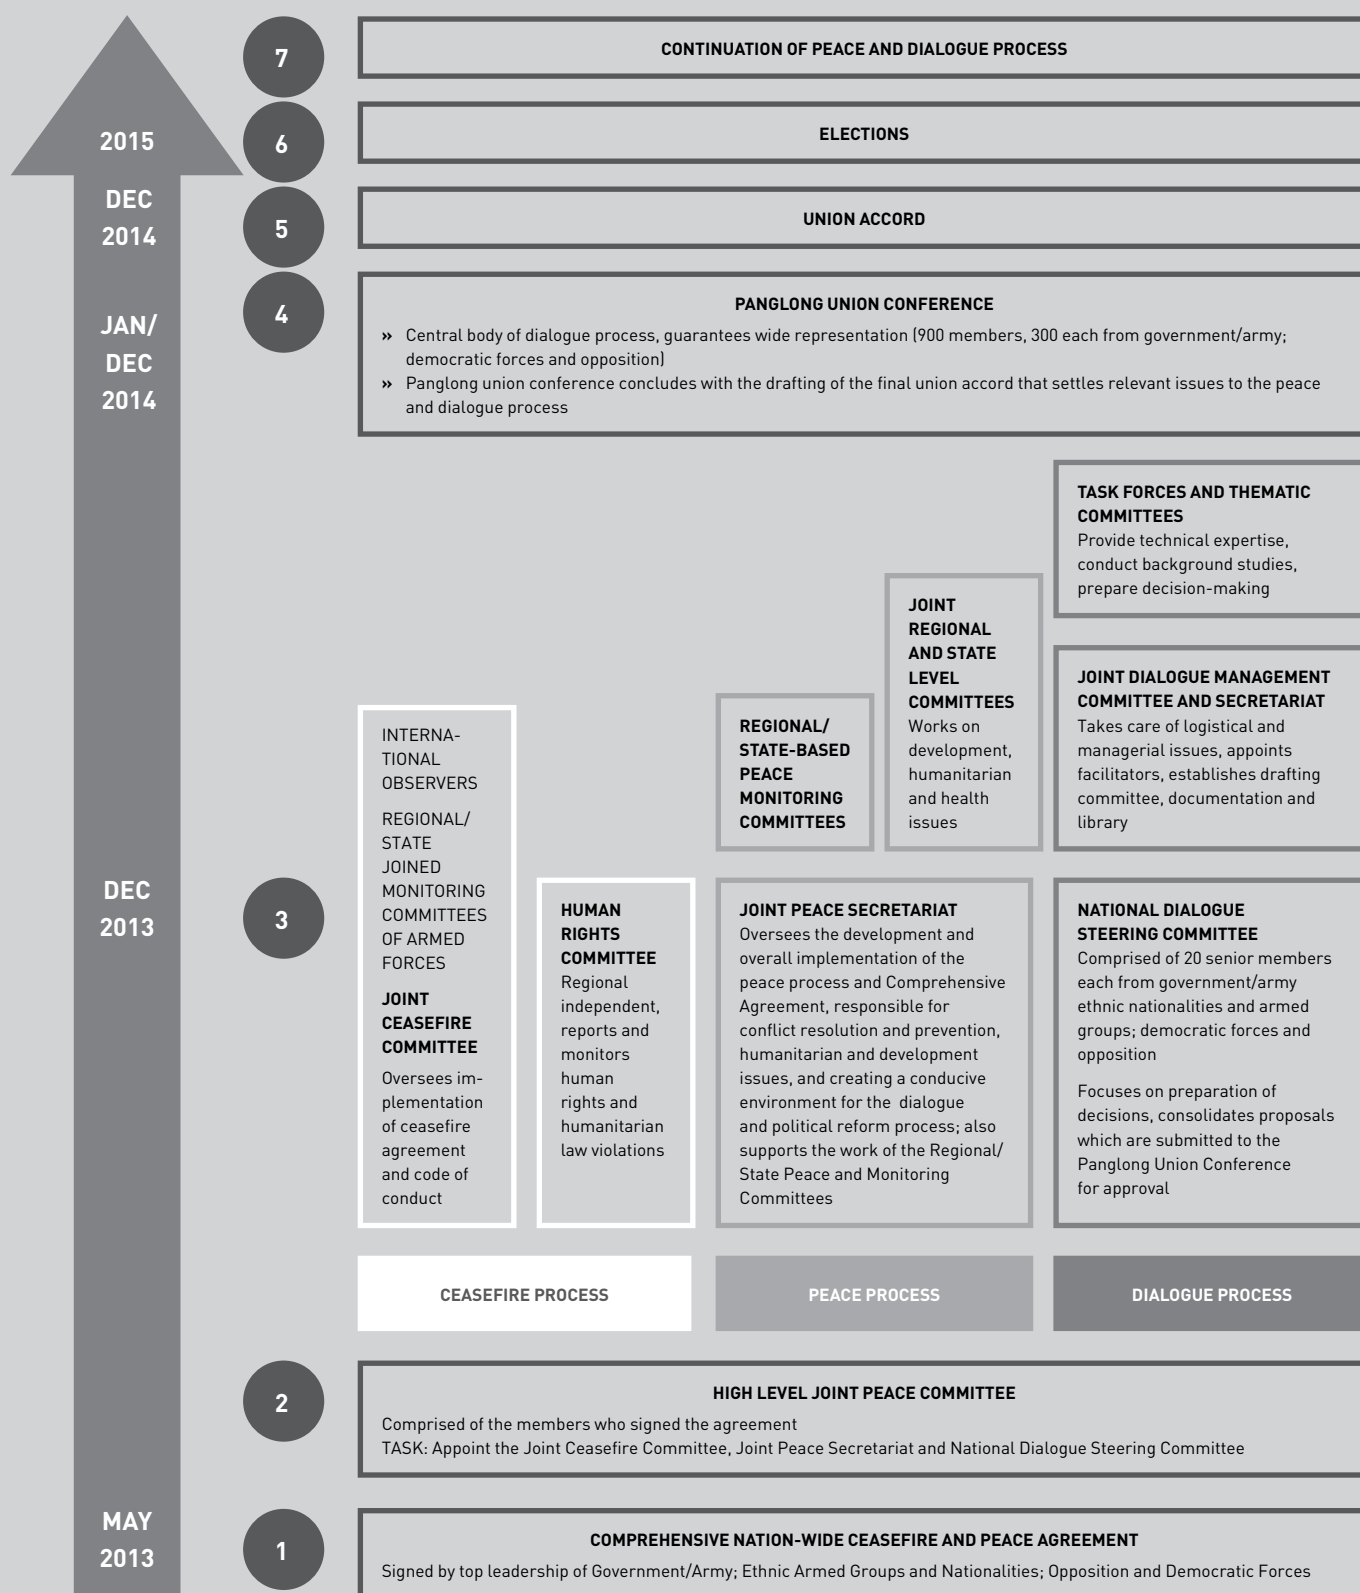 7
CONTINUATION OF PEACE AND DIALOGUE PROCESS
2015
6
ELECTIONS
DEC
2014
5
UNION ACCORD
JAN/
DEC
2014
4
PANGLONG UNION CONFERENCE
» Central body of dialogue process, guarantees wide representation (900 members, 300 each from government/army;
democratic forces and opposition)
» Panglong union conference concludes with the drafting of the final union accord that settles relevant issues to the peace
and dialogue process
DEC
2013
3
INTERNA-
TIONAL
OBSERVERS
REGIONAL/
STATE
JOINED
MONITORING
COMMITTEES
OF ARMED
FORCES
JOINT
CEASEFIRE
COMMITTEE
Oversees im-
plementation
of ceasefire
agreement
and code of
conduct
HUMAN
RIGHTS
COMMITTEE
Regional
independent,
reports and
monitors
human
rights and
humanitarian
law violations
REGIONAL/
STATE-BASED
PEACE
MONITORING
COMMITTEES
JOINT
REGIONAL
AND STATE
LEVEL
COMMITTEES
Works on
development,
humanitarian
and health
issues
JOINT PEACE SECRETARIAT
Oversees the development and
overall implementation of the
peace process and Comprehensive
Agreement, responsible for
conflict resolution and prevention,
humanitarian and development
issues, and creating a conducive
environment for the dialogue
and political reform process; also
supports the work of the Regional/
State Peace and Monitoring
Committees
TASK FORCES AND THEMATIC
COMMITTEES
Provide technical expertise,
conduct background studies,
prepare decision-making
JOINT DIALOGUE MANAGEMENT
COMMITTEE AND SECRETARIAT
Takes care of logistical and
managerial issues, appoints
facilitators, establishes drafting
committee, documentation and
library
NATIONAL DIALOGUE
STEERING COMMITTEE
Comprised of 20 senior members
each from government/army
ethnic nationalities and armed
groups; democratic forces and
opposition
Focuses on preparation of
decisions, consolidates proposals
which are submitted to the
Panglong Union Conference
for approval
CEASEFIRE PROCESS
PEACE PROCESS
DIALOGUE PROCESS
2
HIGH LEVEL JOINT PEACE COMMITTEE
Comprised of the members who signed the agreement
TASK: Appoint the Joint Ceasefire Committee, Joint Peace Secretariat and National Dialogue Steering Committee
MAY
2013
1
COMPREHENSIVE NATION-WIDE CEASEFIRE AND PEACE AGREEMENT
Signed by top leadership of Government/Army; Ethnic Armed Groups and Nationalities; Opposition and Democratic Forces